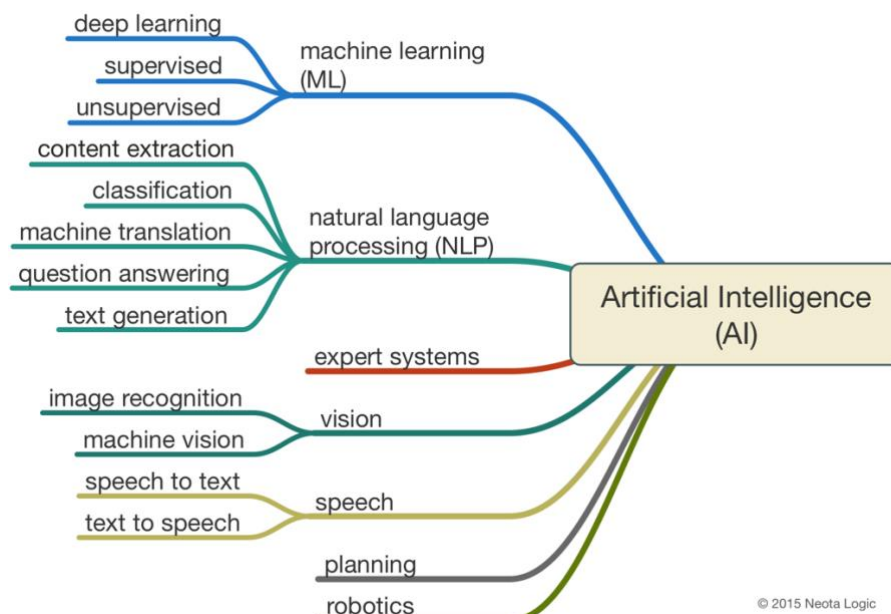 deep learning
supervised
unsupervised
machine learning
(ML)
content extraction
classification
machine translation
question answering
text generation
natural language
processing (NLP)
Artificial Intelligence
(AI)
expert systems
image recognition
machine vision
vision
speech to text
text to speech
speech
planning
robotics
© 2015 Neota Logic